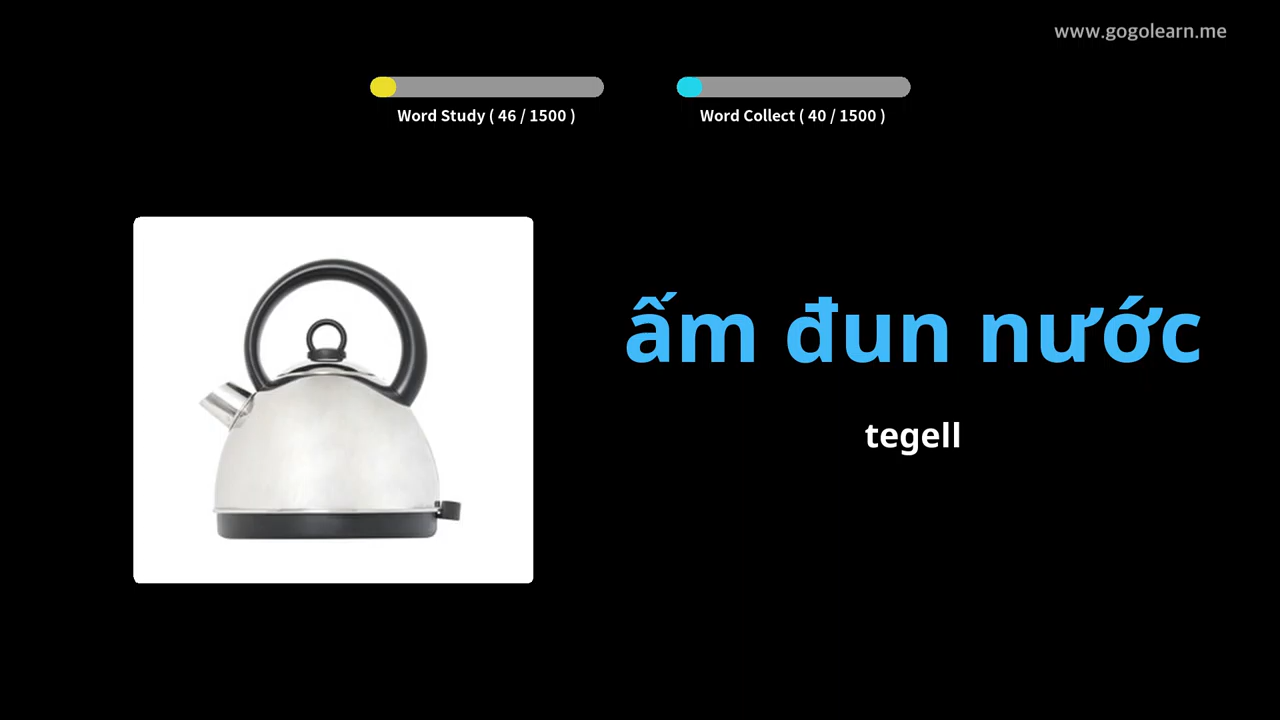 www.gogolearn.me
Word Study ( 46 / 1500 )
Word Collect ( 40 / 1500 )
ấm đun nước
tegell